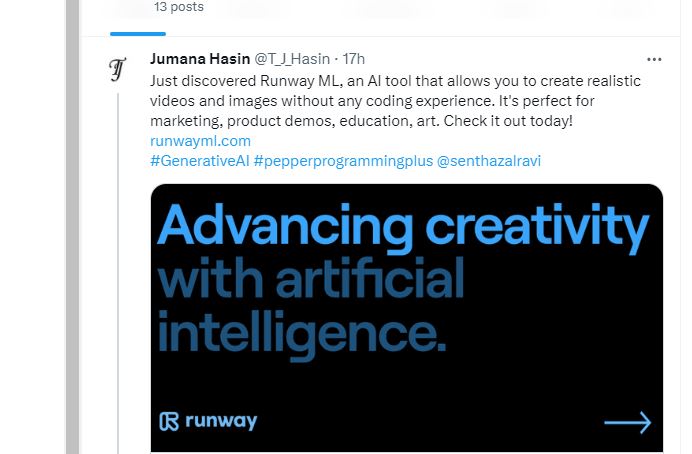 13 posts
Jumana Hasin @T_J_Hasin · 17h
Just discovered Runway ML, an AI tool that allows you to create realistic
videos and images without any coding experience. It's perfect for
marketing, product demos, education, art. Check it out today!
runwayml.com
#GenerativeAI #pepperprogrammingplus @senthazalravi
Advancing creativity
with artificial
intelligence.
runway